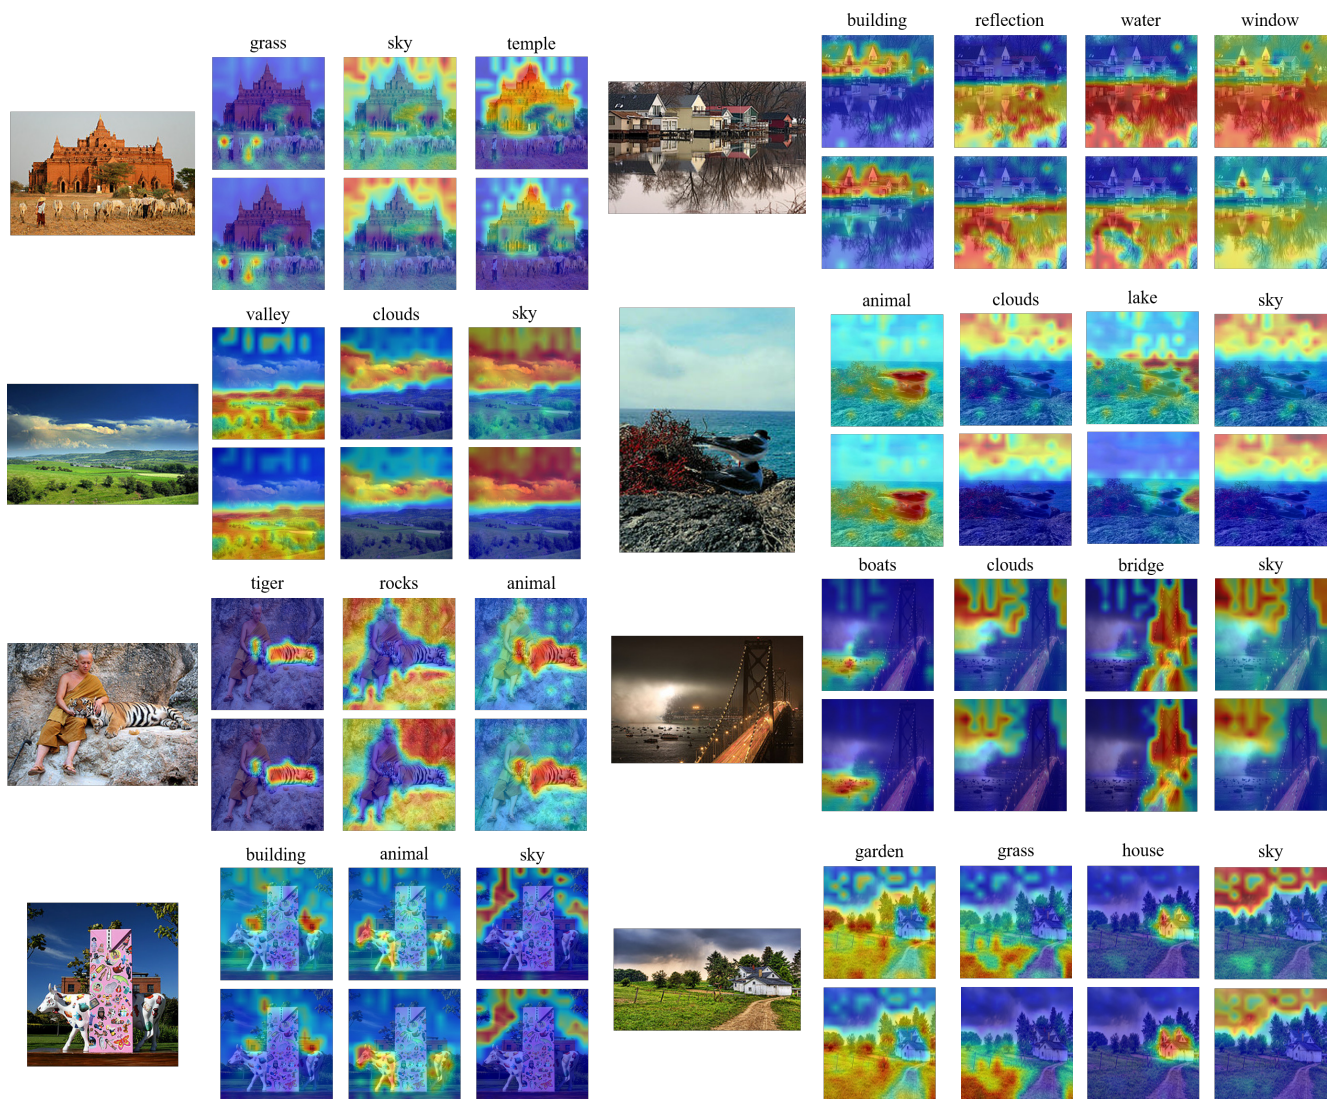 grass sky temple
building reflection water window
valley clouds sky
animal clouds lake sky
tiger rocks animal
boats clouds bridge sky
building animal sky
garden grass house sky